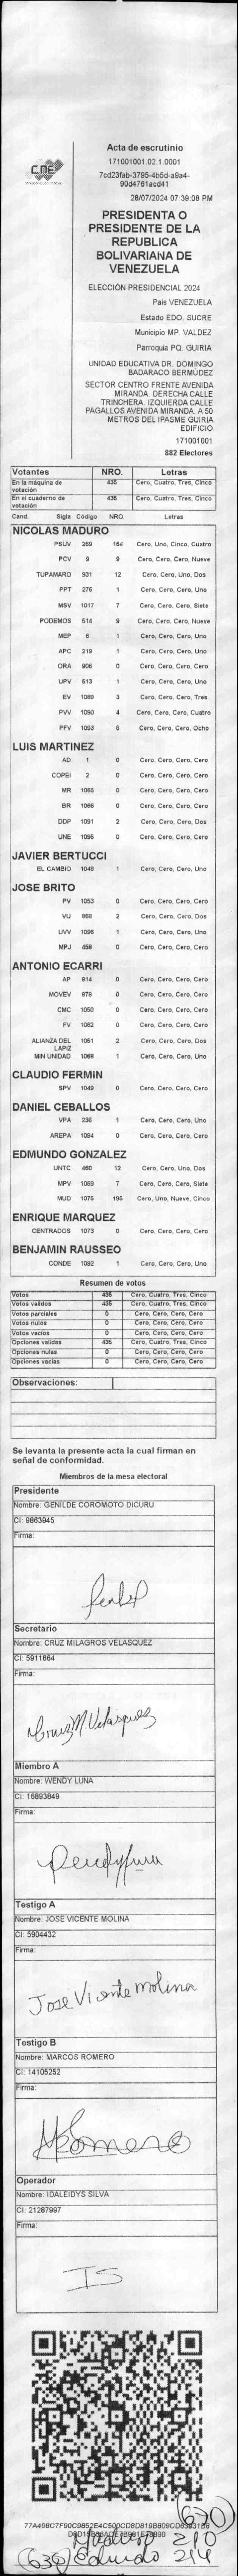 CNE
Acta de escrutinio
171001001.02.1.0001
7cd23fab-3785-4b5d-a9a4-
90d4761acd41
28/07/2024 07:39:08 PM
PRESIDENTA O
PRESIDENTE DE LA
REPUBLICA
BOLIVARIANA DE
VENEZUELA
ELECCIÓN PRESIDENCIAL 2024
Pais VENEZUELA
Estado EDO. SUCRE
Municipio MP. VALDEZ
Parroquia PQ. GUIRIA
UNIDAD EDUCATIVA DR. DOMINGO
BADARACO BERMÚDEZ
SECTOR CENTRO FRENTE AVENIDA
MIRANDA. DERECHA CALLE
TRINCHERA. IZQUIERDA CALLE
PAGALLOS AVENIDA MIRANDA. A 50
METROS DEL IPASME GUIRIA
EDIFICIO
171001001
882 Electores
Votantes NRO. Letras
En la máquina de votación 435 Cero, Cuatro, Tres, Cinco
En el cuaderno de votación 435 Cero, Cuatro, Tres, Cinco
Cand. Sigla Código NRO. Letras
NICOLAS MADURO
PSUV 269 164 Cero, Uno, Cinco, Cuatro
PCV 9 9 Cero, Cero, Cero, Nueve
TUPAMARO 931 12 Cero, Cero, Uno, Dos
PPT 276 1 Cero, Cero, Cero, Uno
MSV 1017 7 Cero, Cero, Cero, Siete
PODEMOS 514 9 Cero, Cero, Cero, Nueve
MEP 6 1 Cero, Cero, Cero, Uno
APC 219 1 Cero, Cero, Cero, Uno
ORA 906 0 Cero, Cero, Cero, Cero
UPV 513 1 Cero, Cero, Cero, Uno
EV 1089 3 Cero, Cero, Cero, Tres
PVV 1090 4 Cero, Cero, Cero, Cuatro
PFV 1093 8 Cero, Cero, Cero, Ocho
LUIS MARTINEZ
AD 1 0 Cero, Cero, Cero, Cero
COPEI 2 0 Cero, Cero, Cero, Cero
MR 1065 0 Cero, Cero, Cero, Cero
BR 1066 0 Cero, Cero, Cero, Cero
DDP 1091 2 Cero, Cero, Cero, Dos
UNE 1095 0 Cero, Cero, Cero, Cero
JAVIER BERTUCCI
EL CAMBIO 1048 1 Cero, Cero, Cero, Uno
JOSE BRITO
PV 1053 0 Cero, Cero, Cero, Cero
VU 868 2 Cero, Cero, Cero, Dos
UVV 1096 1 Cero, Cero, Cero, Uno
MPJ 458 0 Cero, Cero, Cero, Cero
ANTONIO ECARRI
AP 814 0 Cero, Cero, Cero, Cero
MOVEV 878 0 Cero, Cero, Cero, Cero
CMC 1050 0 Cero, Cero, Cero, Cero
FV 1062 0 Cero, Cero, Cero, Cero
ALIANZA DEL LAPIZ 1051 2 Cero, Cero, Cero, Dos
MIN UNIDAD 1068 1 Cero, Cero, Cero, Uno
CLAUDIO FERMIN
SPV 1049 0 Cero, Cero, Cero, Cero
DANIEL CEBALLOS
VPA 235 1 Cero, Cero, Cero, Uno
AREPA 1094 0 Cero, Cero, Cero, Cero
EDMUNDO GONZALEZ
UNTC 460 12 Cero, Cero, Uno, Dos
MPV 1069 7 Cero, Cero, Cero, Siete
MUD 1075 195 Cero, Uno, Nueve, Cinco
ENRIQUE MARQUEZ
CENTRADOS 1073 0 Cero, Cero, Cero, Cero
BENJAMIN RAUSSEO
CONDE 1092 1 Cero, Cero, Cero, Uno
Resumen de votos
Votos 435 Cero, Cuatro, Tres, Cinco
Votos validos 435 Cero, Cuatro, Tres, Cinco
Votos parciales 0 Cero, Cero, Cero, Cero
Votos nulos 0 Cero, Cero, Cero, Cero
Votos vacios 0 Cero, Cero, Cero, Cero
Opciones validas 435 Cero, Cuatro, Tres, Cinco
Opciones nulas 0 Cero, Cero, Cero, Cero
Opciones vacias 0 Cero, Cero, Cero, Cero
Observaciones:
Se levanta la presente acta la cual firman en
señal de conformidad.
Miembros de la mesa electoral
Presidente
Nombre: GENILDE COROMOTO DICURU
CI: 9863945
Firma:
Secretario
Nombre: CRUZ MILAGROS VELASQUEZ
CI: 5911864
Firma:
Cruz M. Velasquez
Miembro A
Nombre: WENDY LUNA
CI: 16893849
Firma:
Testigo A
Nombre: JOSE VICENTE MOLINA
CI: 5904432
Firma:
Jose Vicente Molina
Testigo B
Nombre: MARCOS ROMERO
CI: 14105252
Firma:
MRomero
Operador
Nombre: IDALEIDYS SILVA
CI: 21287997
Firma:
IS
(670)
Maduro 210
(636) Edmundo 214